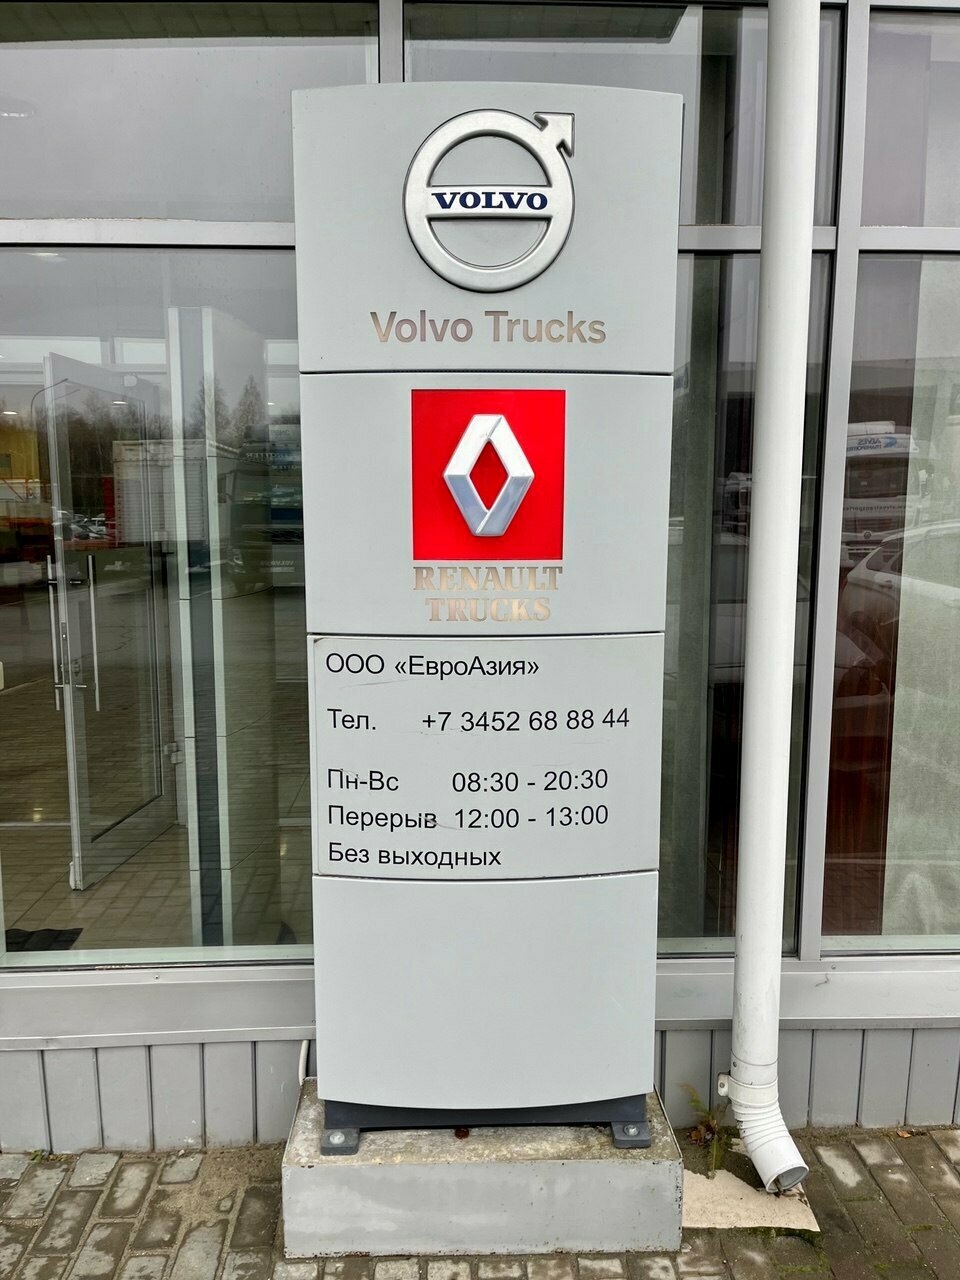 VOLVO
Volvo Trucks
RENAULT
TRUCKS
ООО «ЕвроАзия»
Тел. +7 3452 68 88 44
Пн-Вс 08:30 - 20:30
Перерыв 12:00 - 13:00
Без выходных